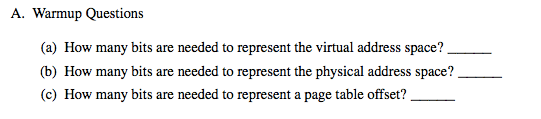 A. Warmup Questions
(a) How many bits are needed to represent the virtual address space? ______
(b) How many bits are needed to represent the physical address space? ______
(c) How many bits are needed to represent a page table offset? ______